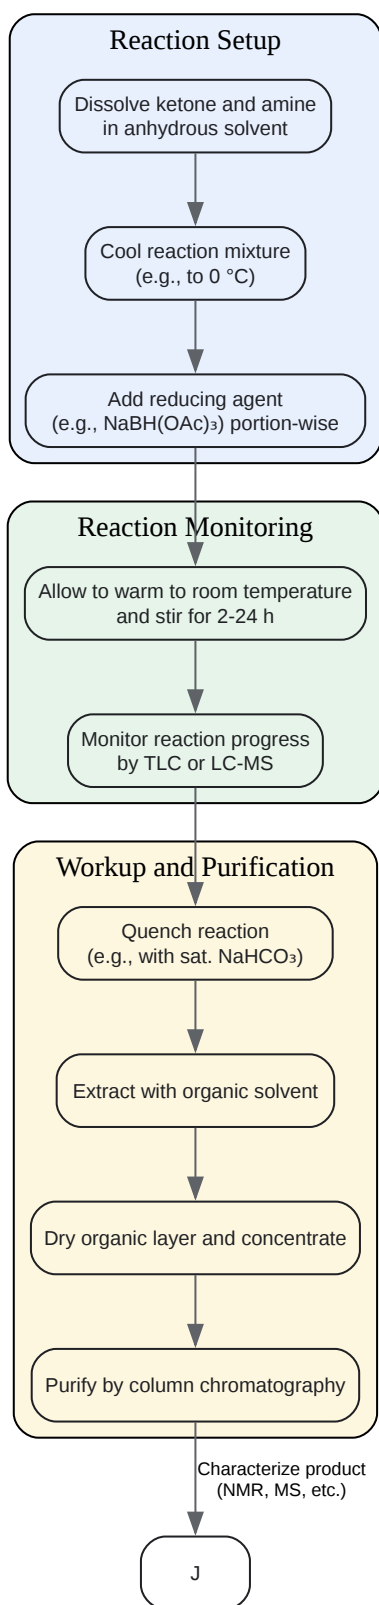 Reaction Setup
Dissolve ketone and amine
in anhydrous solvent
Cool reaction mixture
(e.g., to 0 °C)
Add reducing agent
(e.g., NaBH(OAc)₃) portion-wise
Reaction Monitoring
Allow to warm to room temperature
and stir for 2-24 h
Monitor reaction progress
by TLC or LC-MS
Workup and Purification
Quench reaction
(e.g., with sat. NaHCO₃)
Extract with organic solvent
Dry organic layer and concentrate
Purify by column chromatography
Characterize product
(NMR, MS, etc.)
J